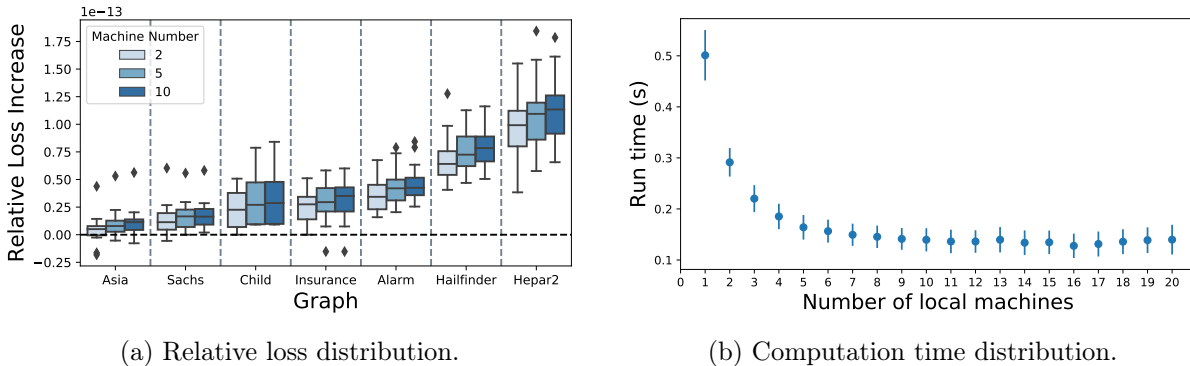 1e−13
1.75
1.50
1.25
1.00
0.75
0.50
0.25
0.00
−0.25
Relative Loss Increase
Machine Number
2
5
10
Asia Sachs Child Insurance Alarm Hailfinder Hepar2
Graph
(a) Relative loss distribution.
0.5
0.4
0.3
0.2
0.1
Run time (s)
0 1 2 3 4 5 6 7 8 9 10 11 12 13 14 15 16 17 18 19 20
Number of local machines
(b) Computation time distribution.